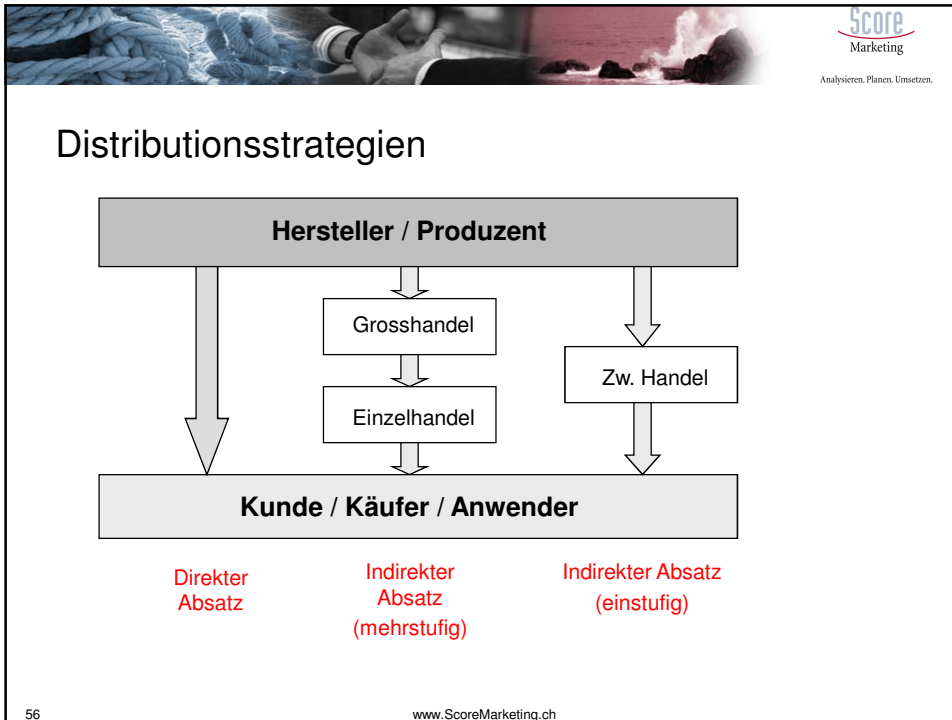 Score
Marketing
Analysieren. Planen. Umsetzen.
Distributionsstrategien
Hersteller / Produzent
Grosshandel
Zw. Handel
Einzelhandel
Kunde / Käufer / Anwender
Direkter
Absatz
Indirekter
Absatz
(mehrstufig)
Indirekter Absatz
(einstufig)
56
www.ScoreMarketing.ch